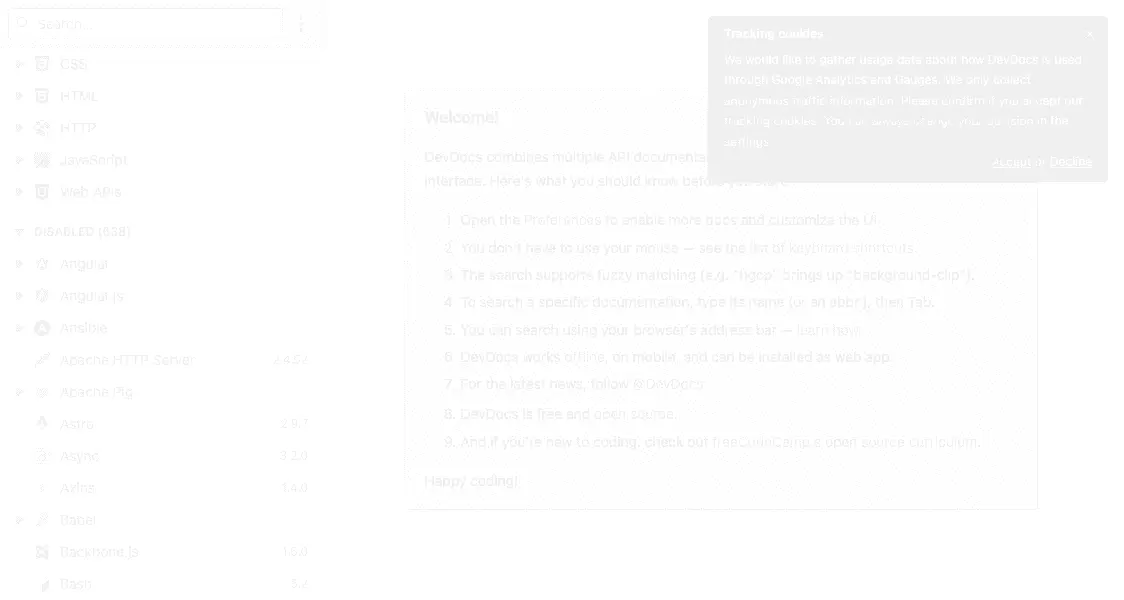 Search...
CSS
HTML
HTTP
JavaScript
Web APIs
DISABLED (638)
Angular
Angular.js
Ansible
Apache HTTP Server 2.4.52
Apache Pig
Astro 2.9.7
Async 3.2.0
Axios 1.4.0
Babel
Backbone.js 1.5.0
Bash 5.2
Welcome!
DevDocs combines multiple API documenta
interface. Here's what you should know before you start:
1. Open the Preferences to enable more docs and customize the UI.
2. You don't have to use your mouse — see the list of keyboard shortcuts.
3. The search supports fuzzy matching (e.g. "bgcp" brings up "background-clip").
4. To search a specific documentation, type its name (or an abbr.), then Tab.
5. You can search using your browser's address bar — learn how.
6. DevDocs works offline, on mobile, and can be installed as web app.
7. For the latest news, follow @DevDocs.
8. DevDocs is free and open source.
9. And if you're new to coding, check out freeCodeCamp's open source curriculum.
Happy coding!
Tracking cookies
We would like to gather usage data about how DevDocs is used
through Google Analytics and Gauges. We only collect
anonymous traffic information. Please confirm if you accept our
tracking cookies. You can always change your decision in the
settings.
Accept or Decline